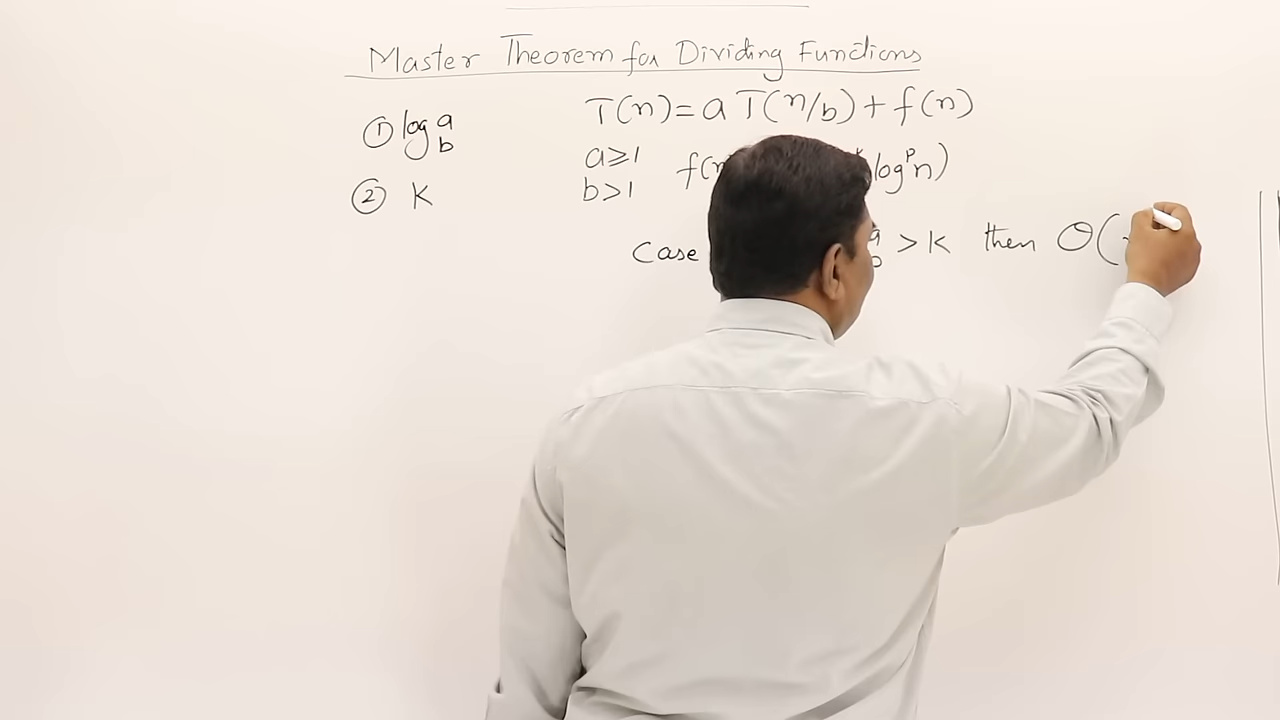 Master Theorem for Dividing Functions
① log a b
T(n) = a T(n/b) + f(n)
a ≥ 1
b > 1
f(n log^p n)
② K
Case a > K then Θ(